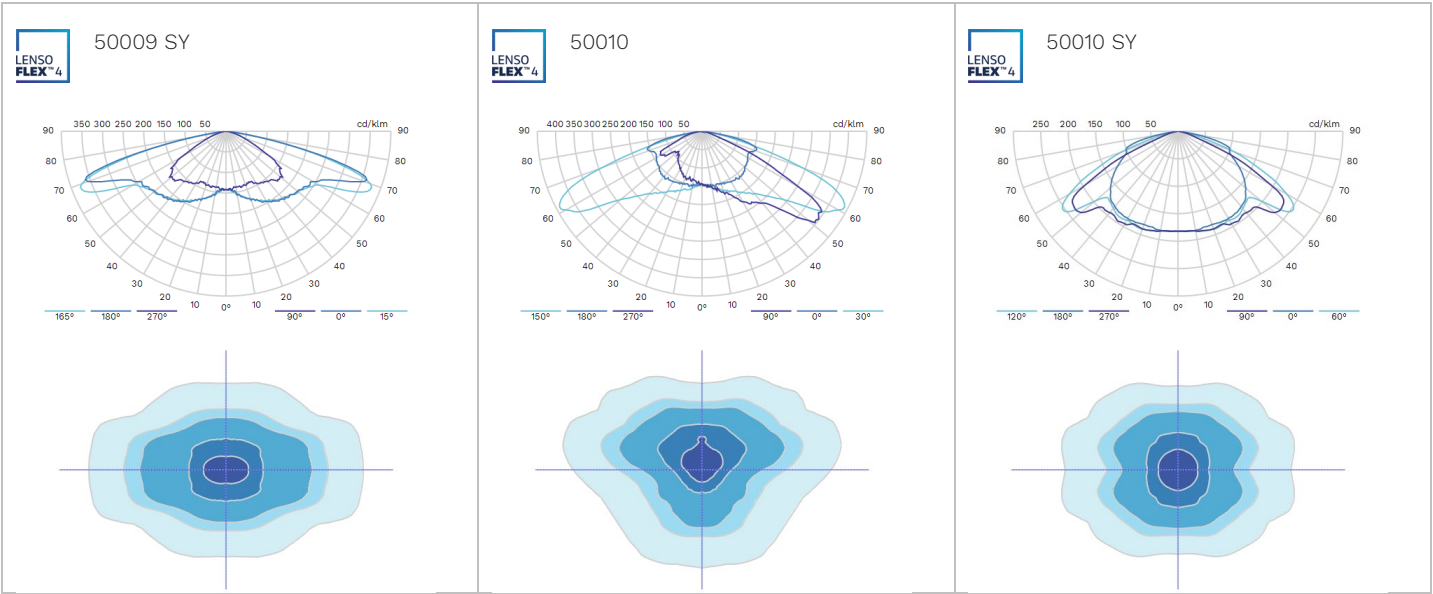 50009 SY
LENSO
FLEX™4
350 300 250 200 150 100 50 cd/klm
90 90
80 80
70 70
60 60
50 50
40 40
30 30
20 20
10 0° 10
165° 180° 270° 90° 0° 15°
50010
LENSO
FLEX™4
400 350 300 250 200 150 100 50 cd/klm
90 90
80 80
70 70
60 60
50 50
40 40
30 30
20 20
10 0° 10
150° 180° 270° 90° 0° 30°
50010 SY
LENSO
FLEX™4
250 200 150 100 50 cd/klm
90 90
80 80
70 70
60 60
50 50
40 40
30 30
20 20
10 0° 10
120° 180° 270° 90° 0° 60°